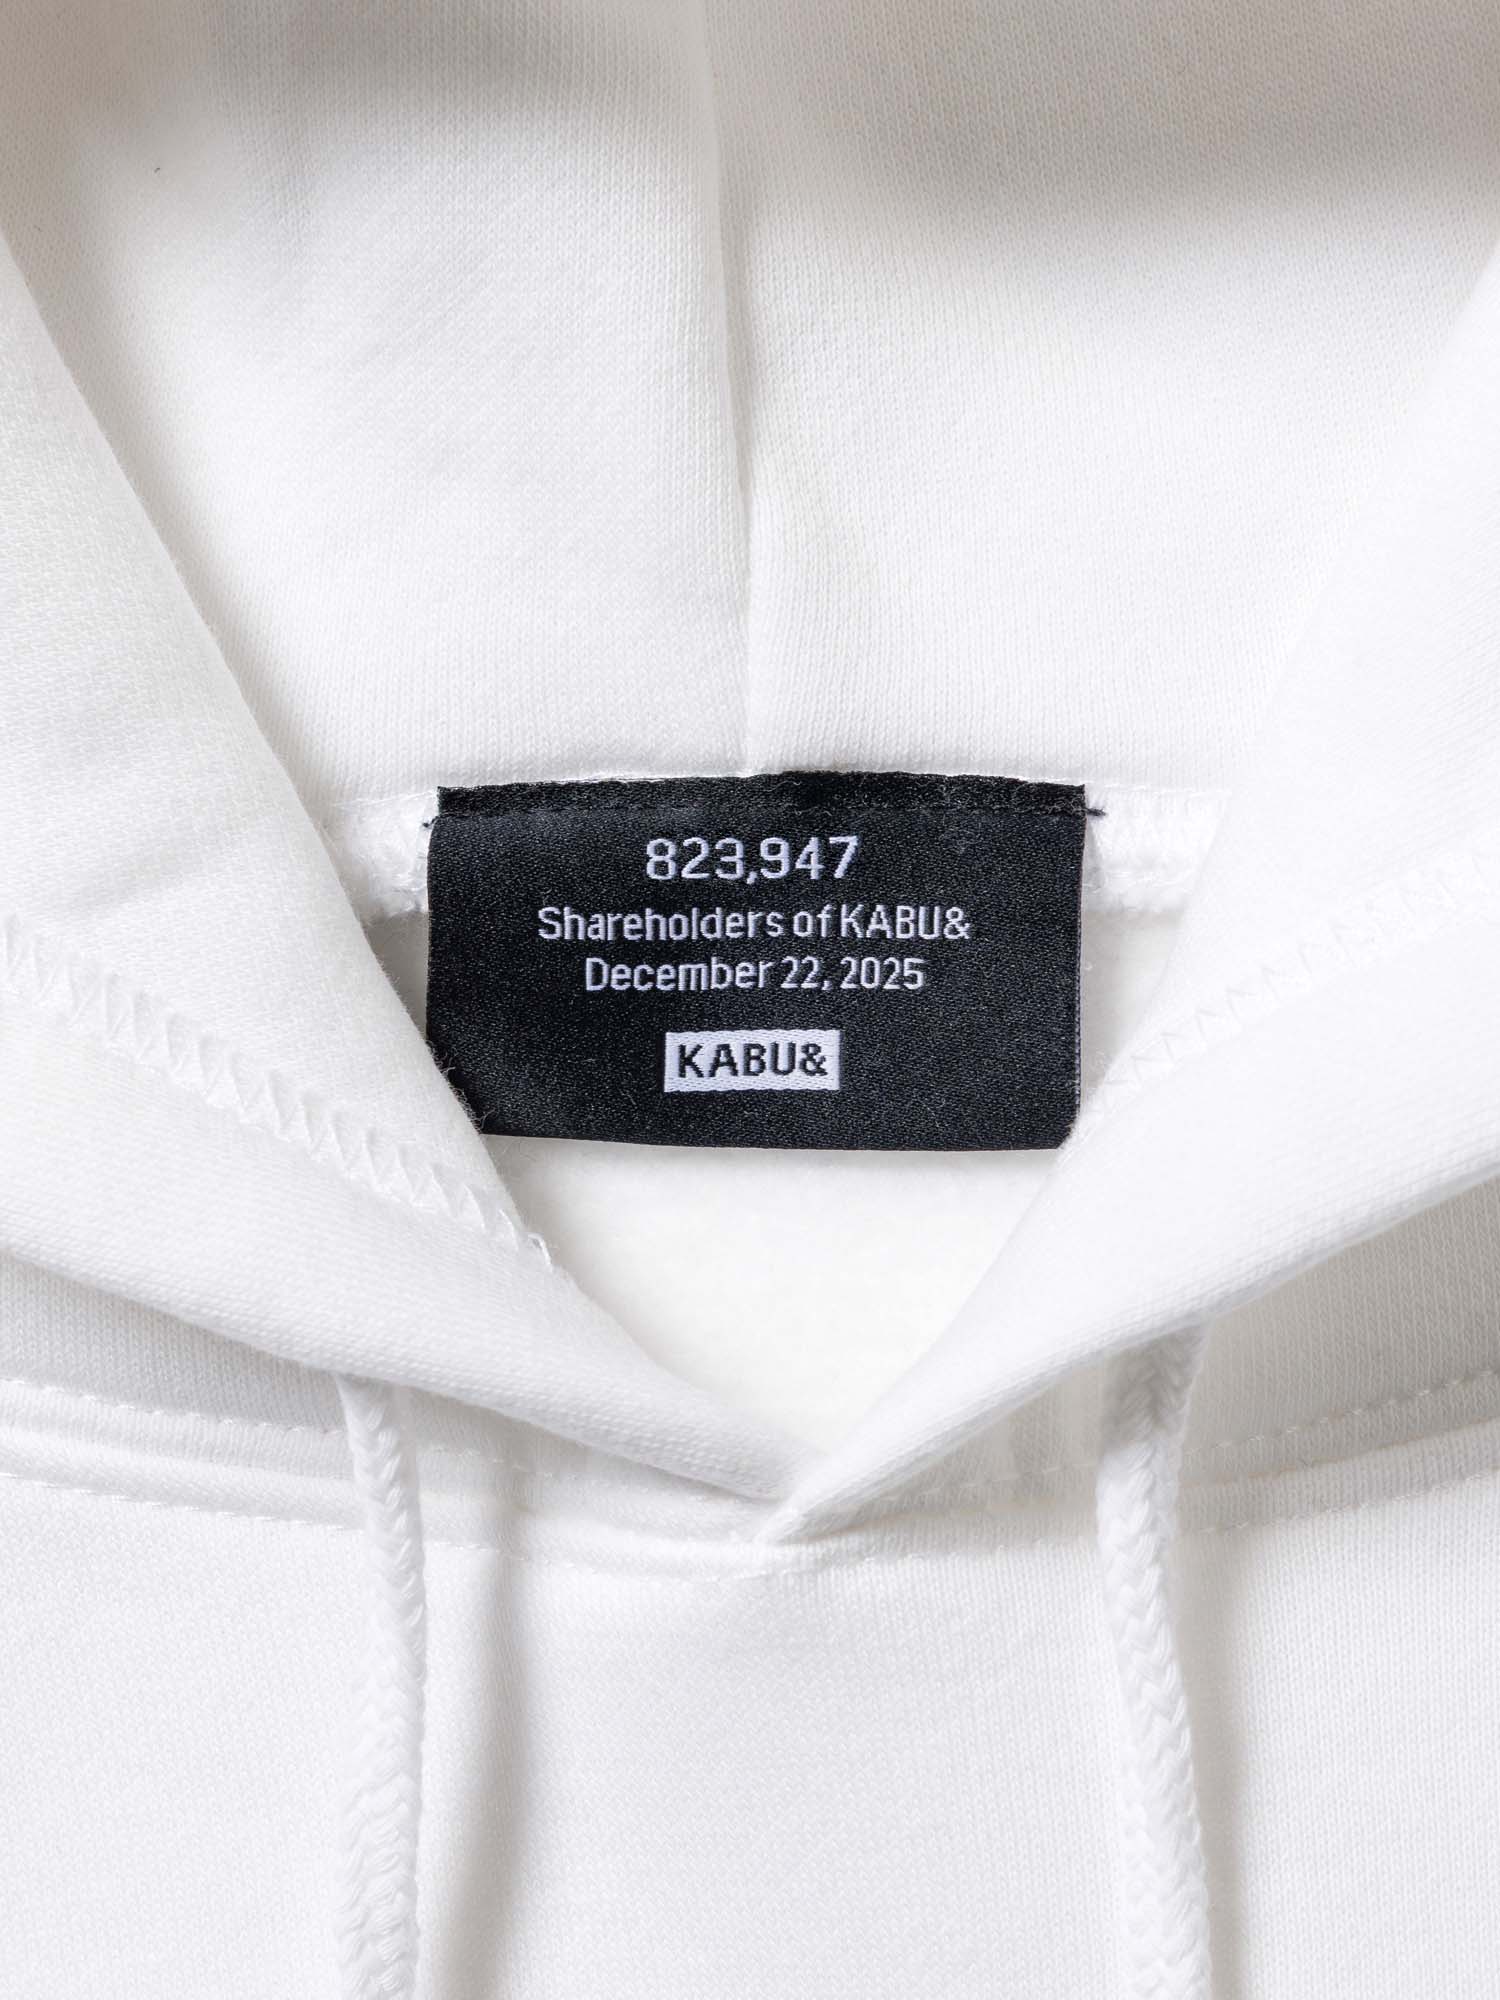 823,947
Shareholders of KABU&
December 22, 2025
KABU&